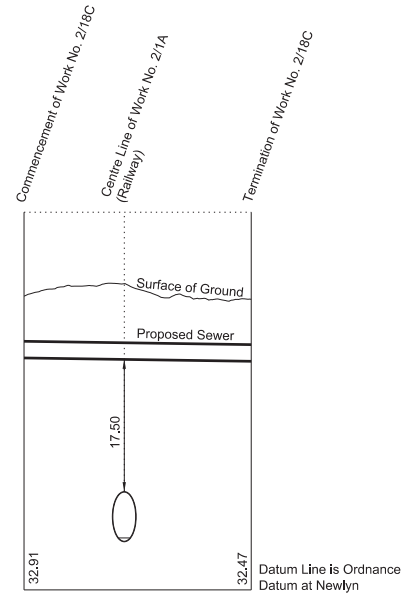 Commencement of Work No. 2/18C
Centre Line of Work No. 2/1A
(Railway)
Termination of Work No. 2/18C
Surface of Ground
Proposed Sewer
17.50
32.91
32.47
Datum Line is Ordnance
Datum at Newlyn